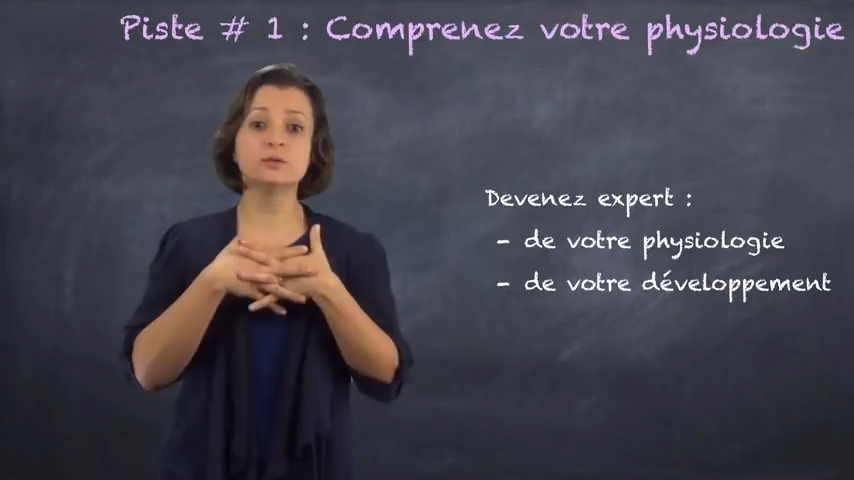 Piste # 1 : Comprenez votre physiologie
Devenez expert :
- de votre physiologie
- de votre développement